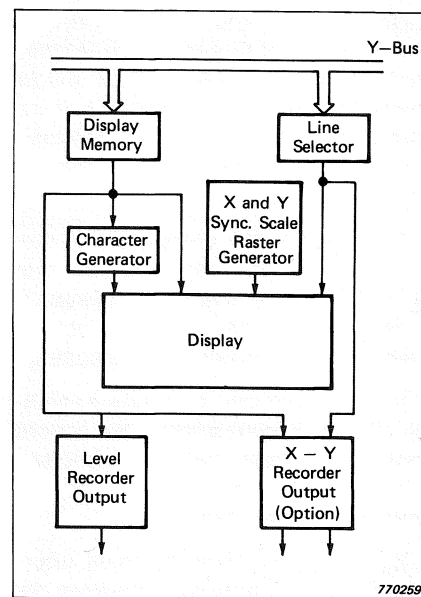 Y–Bus
Display
Memory
Line
Selector
X and Y
Sync. Scale
Raster
Generator
Character
Generator
Display
Level
Recorder
Output
X – Y
Recorder
Output
(Option)
770259